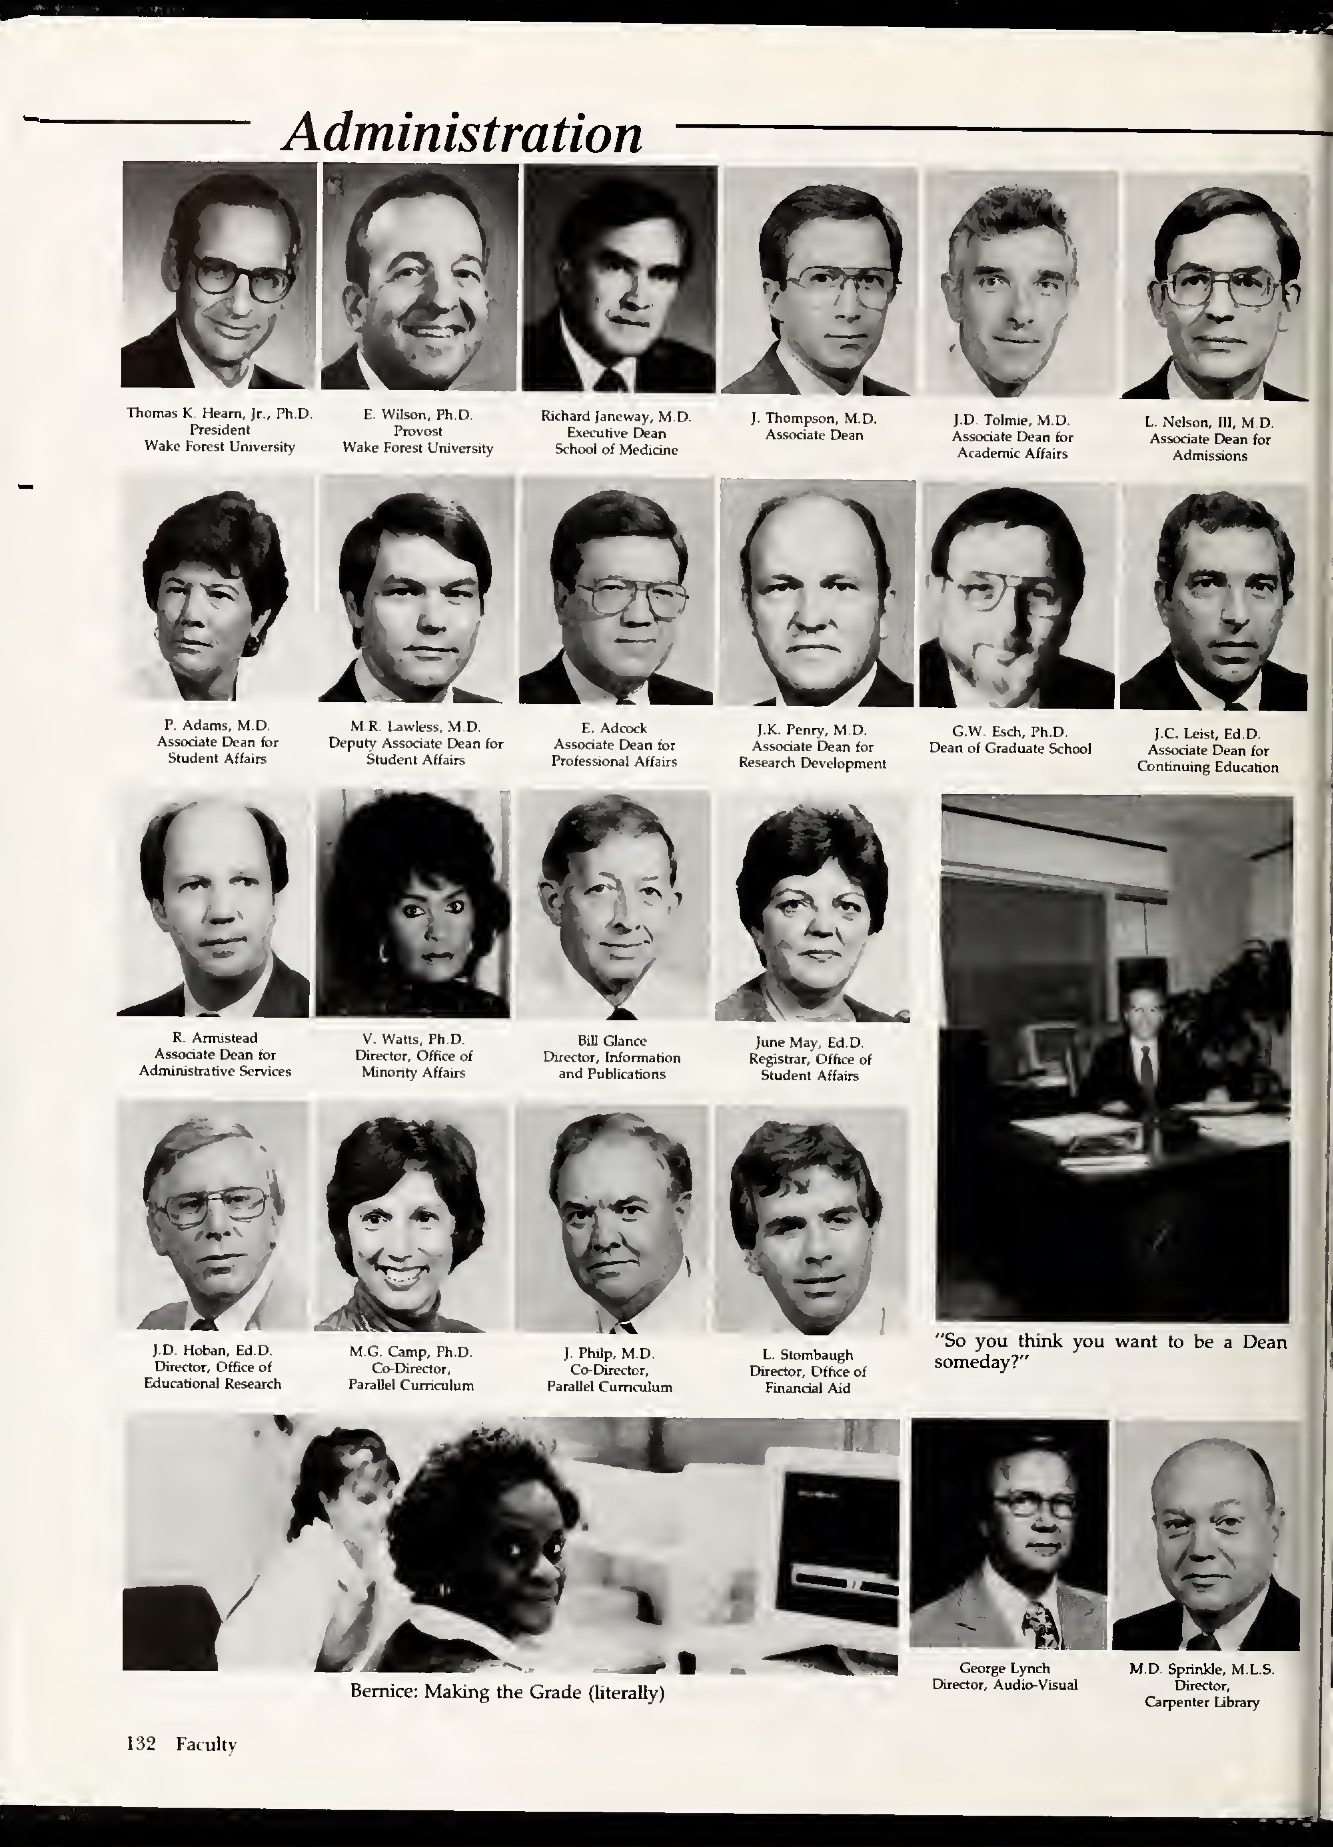 Administration
Thomas K. Hearn, Jr., Ph.D.
President
Wake Forest University
E. Wilson, Ph.D.
Provost
Wake Forest University
Richard Janeway, M.D.
Executive Dean
School of Medicine
J. Thompson, M.D.
Associate Dean
J.D. Tolmie, M.D.
Associate Dean for
Academic Affairs
L. Nelson, III, M.D.
Associate Dean for
Admissions
P. Adams, M.D.
Associate Dean for
Student Affairs
M.R. Lawless, M.D.
Deputy Associate Dean for
Student Affairs
E. Adcock
Associate Dean for
Professional Affairs
J.K. Penry, M.D.
Associate Dean for
Research Development
G.W. Esch, Ph.D.
Dean of Graduate School
J.C. Leist, Ed.D.
Associate Dean for
Continuing Education
R. Armistead
Associate Dean for
Administrative Services
V. Watts, Ph.D.
Director, Office of
Minority Affairs
Bill Glance
Director, Information
and Publications
June May, Ed.D.
Registrar, Office of
Student Affairs
J.D. Hoban, Ed.D.
Director, Office of
Educational Research
M.G. Camp, Ph.D.
Co-Director,
Parallel Curriculum
J. Philp, M.D.
Co-Director,
Parallel Curriculum
L. Stombaugh
Director, Office of
Financial Aid
"So you think you want to be a Dean
someday?"
Bernice: Making the Grade (literally)
George Lynch
Director, Audio-Visual
M.D. Sprinkle, M.L.S.
Director,
Carpenter Library
132 Faculty